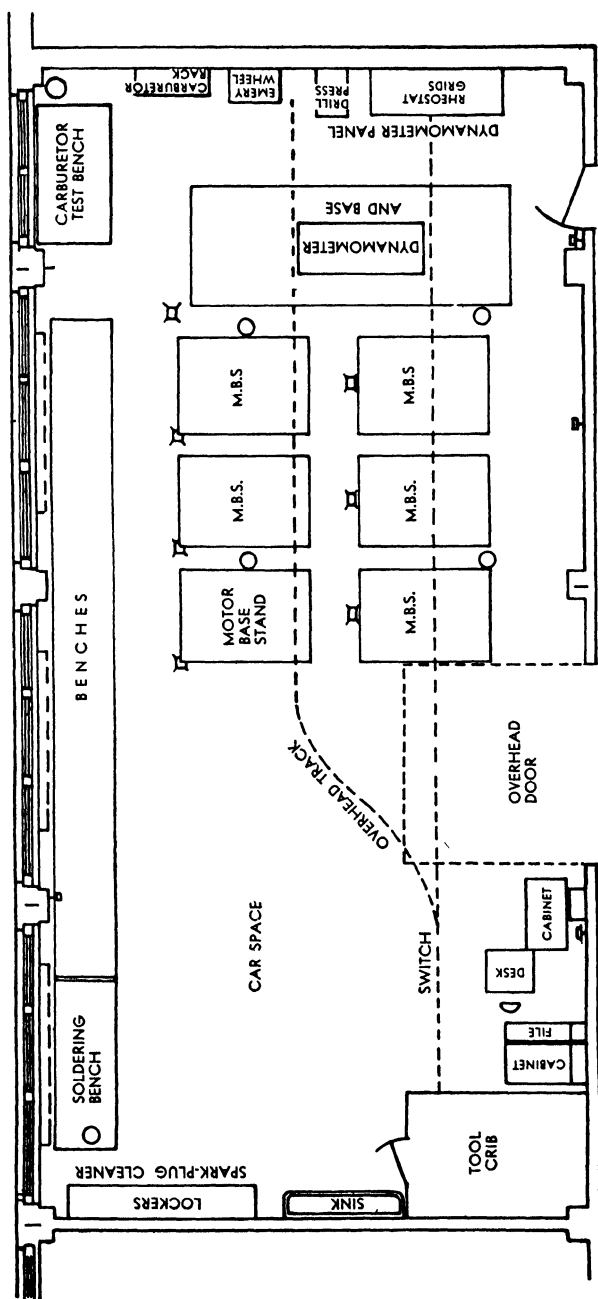 CARBURETOR
RACK
EMERY
WHEEL
DRILL
PRESS
RHEOSTAT
GRIDS
DYNAMOMETER PANEL
CARBURETOR
TEST BENCH
DYNAMOMETER
AND BASE
M.B.S
M.B.S
M.B.S.
M.B.S.
MOTOR
BASE
STAND
M.B.S.
BENCHES
OVERHEAD TRACK
OVERHEAD
DOOR
CAR SPACE
SWITCH
CABINET
DESK
FILE
CABINET
SOLDERING
BENCH
TOOL
CRIB
SPARK-PLUG CLEANER
LOCKERS
SINK